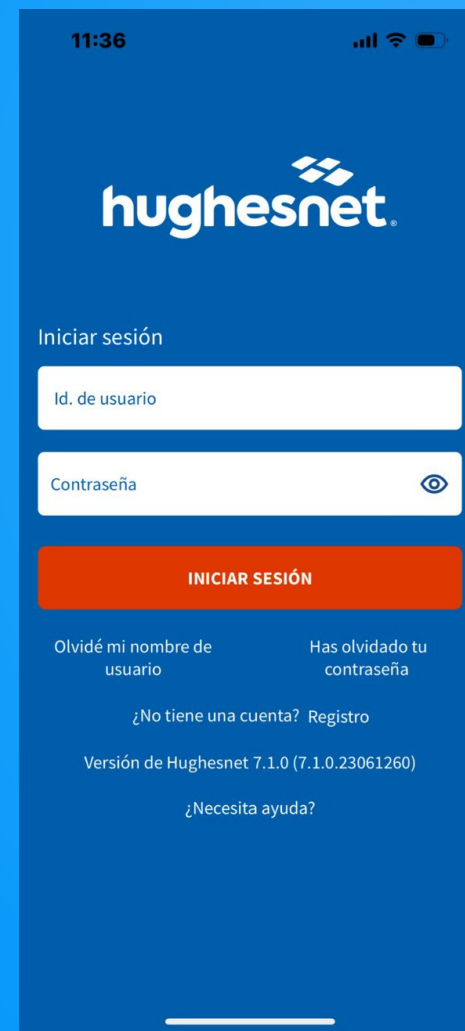 11:36
hughesnet®
Iniciar sesión
Id. de usuario
Contraseña
INICIAR SESIÓN
Olvidé mi nombre de
usuario
Has olvidado tu
contraseña
¿No tiene una cuenta? Registro
Versión de Hughesnet 7.1.0 (7.1.0.23061260)
¿Necesita ayuda?